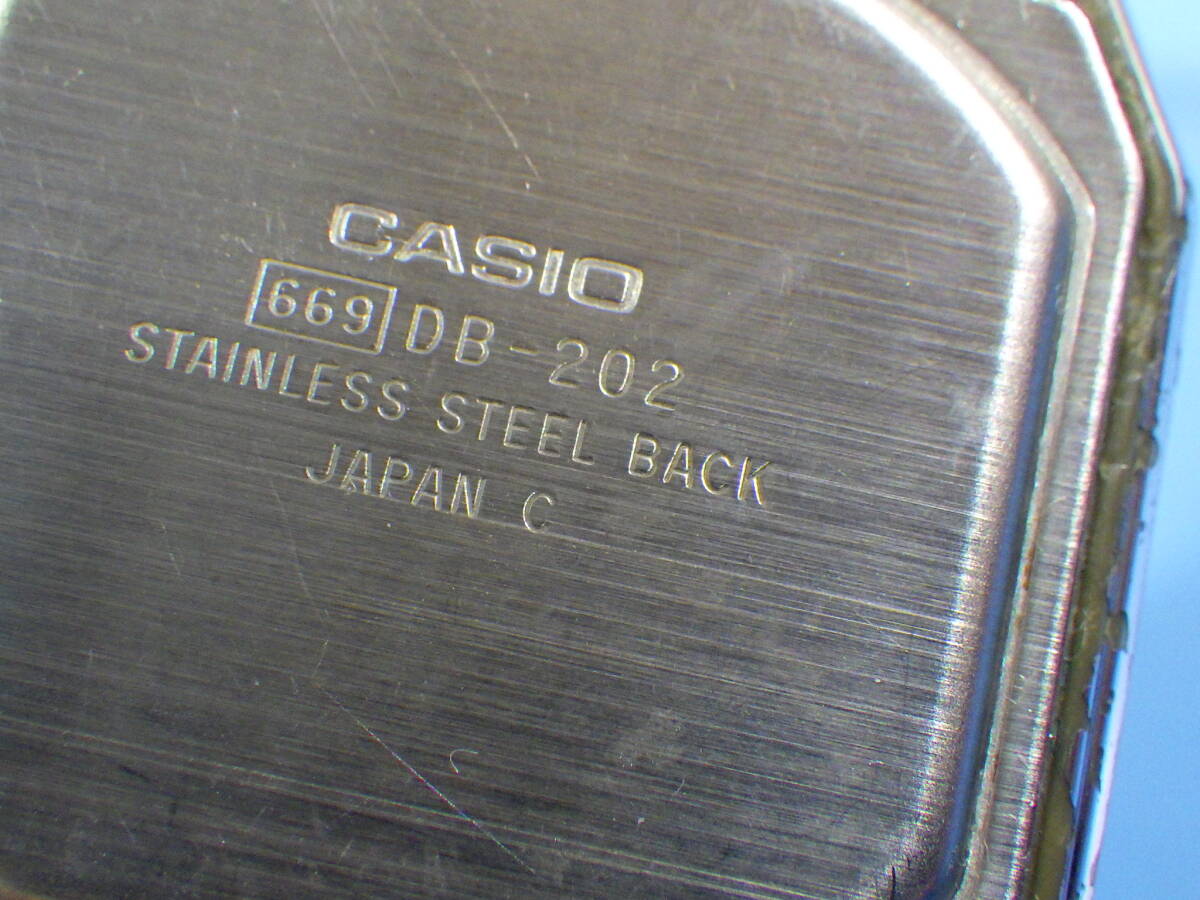 CASIO
669 DB-202
STAINLESS STEEL BACK
JAPAN C